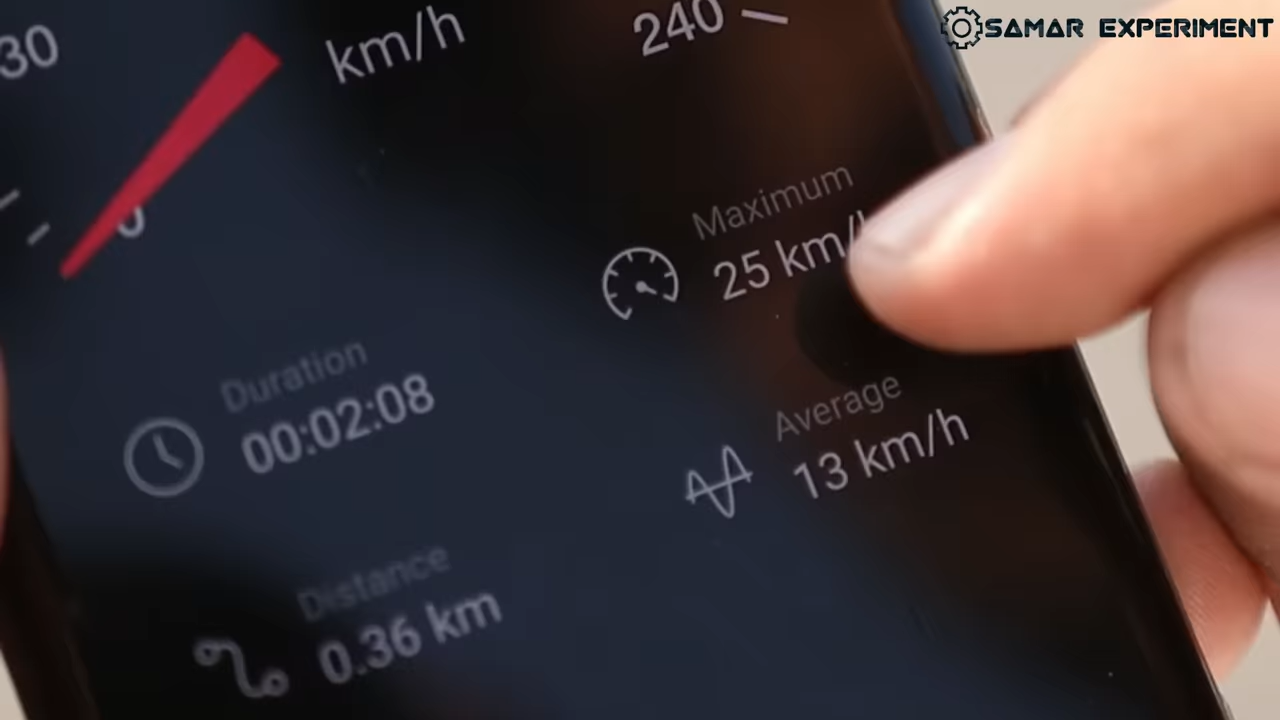 SAMAR EXPERIMENT
30
km/h
240
0
Maximum
25 km/
Duration
00:02:08
Average
13 km/h
Distance
0.36 km